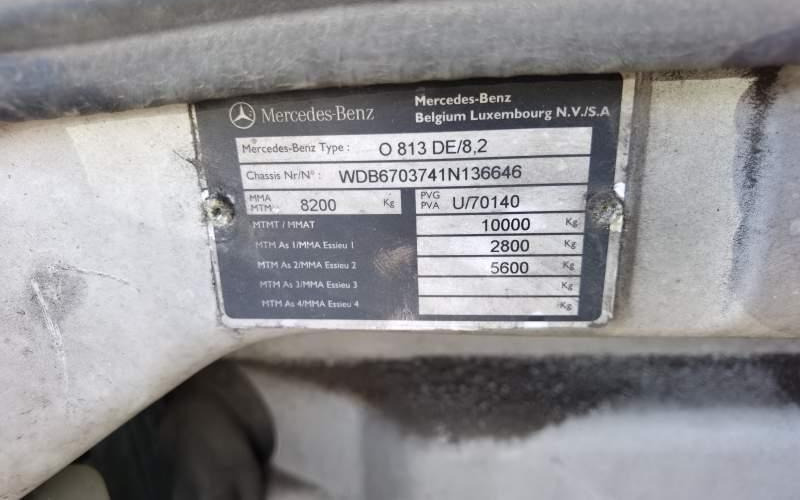 Mercedes-Benz
Mercedes-Benz
Belgium Luxembourg N.V./S.A
Mercedes-Benz Type : O 813 DE/8,2
Chassis Nr/N° : WDB6703741N136646
MMA
MTM 8200 Kg
PVG
PVA U/70140
MTMT / MMAT 10000 Kg
MTM As 1/MMA Essieu 1 2800 Kg
MTM As 2/MMA Essieu 2 5600 Kg
MTM As 3/MMA Essieu 3 Kg
MTM As 4/MMA Essieu 4 Kg